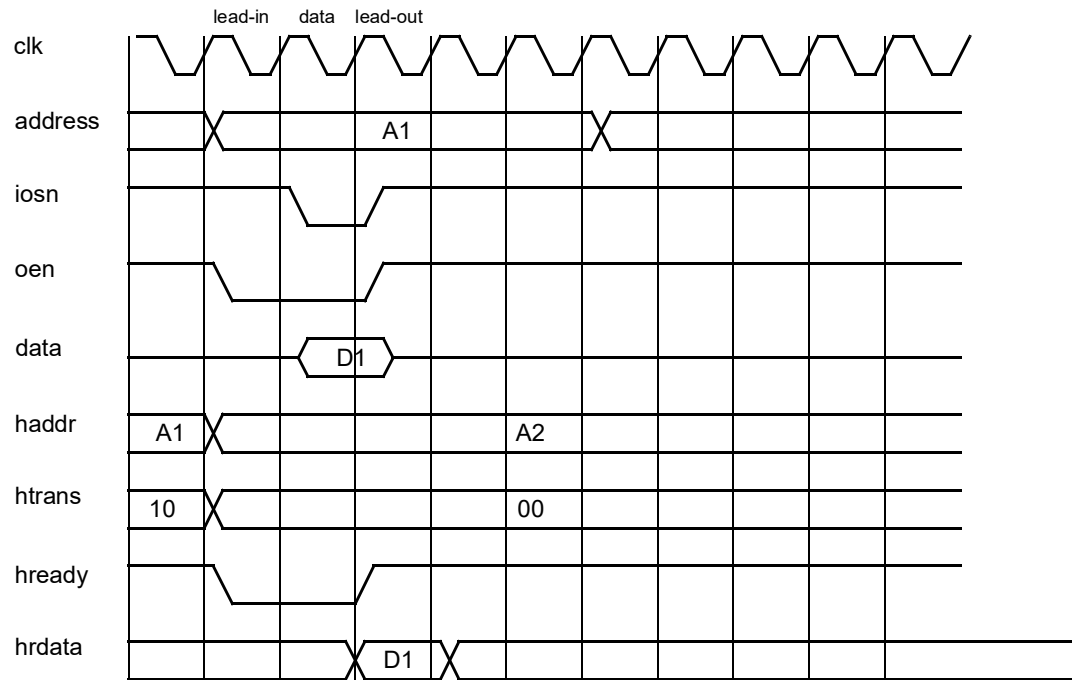 lead-in data lead-out
clk
address A1
iosn
oen
data D1
haddr A1 A2
htrans 10 00
hready
hrdata D1